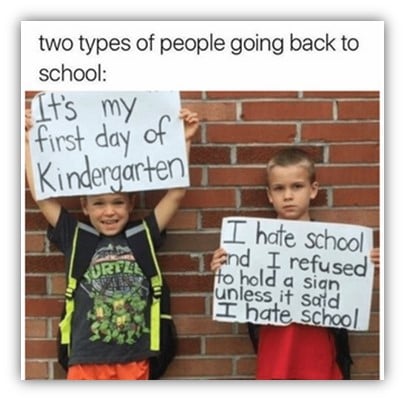 two types of people going back to
school:
It's my
first day of
Kindergarten
I hate school
and I refused
to hold a sign
unless it said
I hate school
URTLE